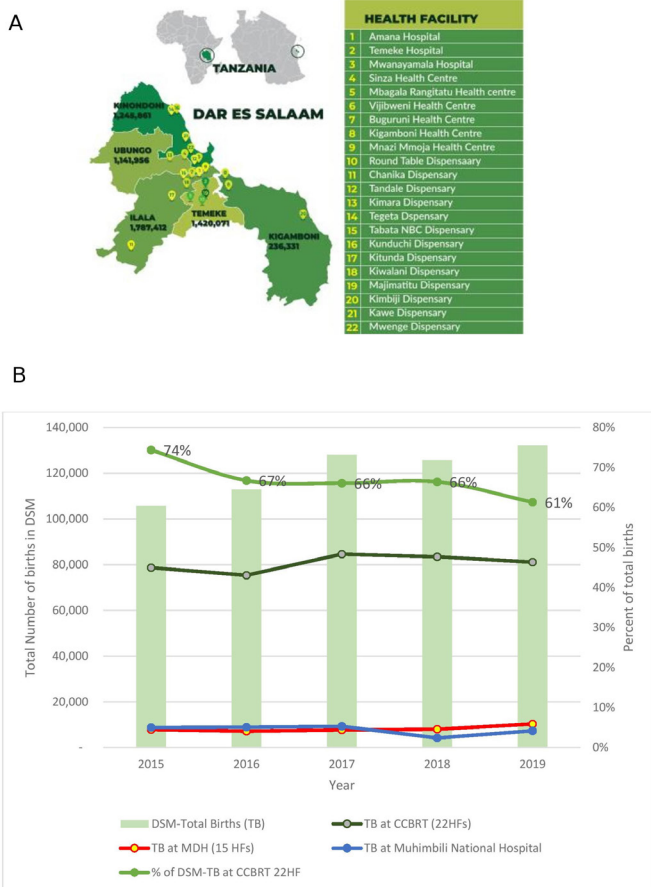 A
TANZANIA
DAR ES SALAAM
KINONDONI
UBUNGO
1,141,956
ILALA
1,787,412
TEMEKE
1,420,071
KIGAMBONI
236,331
HEALTH FACILITY
1 Amana Hospital
2 Temeke Hospital
3 Mwanayamala Hospital
4 Sinza Health Centre
5 Mbagala Rangitatu Health centre
6 Vijibweni Health Centre
7 Buguruni Health Centre
8 Kigamboni Health Centre
9 Mnazi Mmoja Health Centre
10 Round Table Dispensaary
11 Chanika Dispensary
12 Tandale Dispensary
13 Kimara Dispensary
14 Tegeta Dispensary
15 Tabata NBC Dispensary
16 Kunduchi Dispensary
17 Kitunda Dispensary
18 Kiwalani Dispensary
19 Majimatitu Dispensary
20 Kimbiji Dispensary
21 Kawe Dispensary
22 Mwenge Dispensary
B
Total Number of births in DSM
140,000
120,000
100,000
80,000
60,000
40,000
20,000
-
74%
67%
66%
66%
61%
80%
70%
60%
50%
40%
30%
20%
10%
0%
Percent of total births
2015 2016 2017 2018 2019
Year
DSM-Total Births (TB)
TB at CCBRT (22HFs)
TB at MDH (15 HFs)
TB at Muhimbili National Hospital
% of DSM-TB at CCBRT 22HF